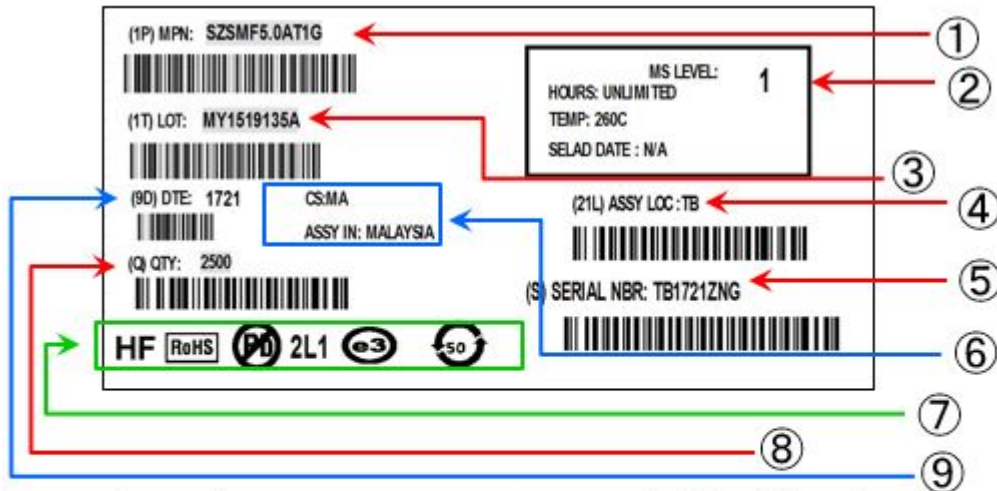 (1P) MPN: SZSMF5.0AT1G
①
MS LEVEL: 1
HOURS: UNLIMITED
②
TEMP: 260C
(1T) LOT: MY1519135A
SELAD DATE : N/A
③
(9D) DTE: 1721
CS:MA
(21L) ASSY LOC :TB
④
ASSY IN: MALAYSIA
(Q) QTY: 2500
⑤
(S) SERIAL NBR: TB1721ZNG
HF RoHS Pb 2L1 e3 50
⑥
⑦
⑧
⑨